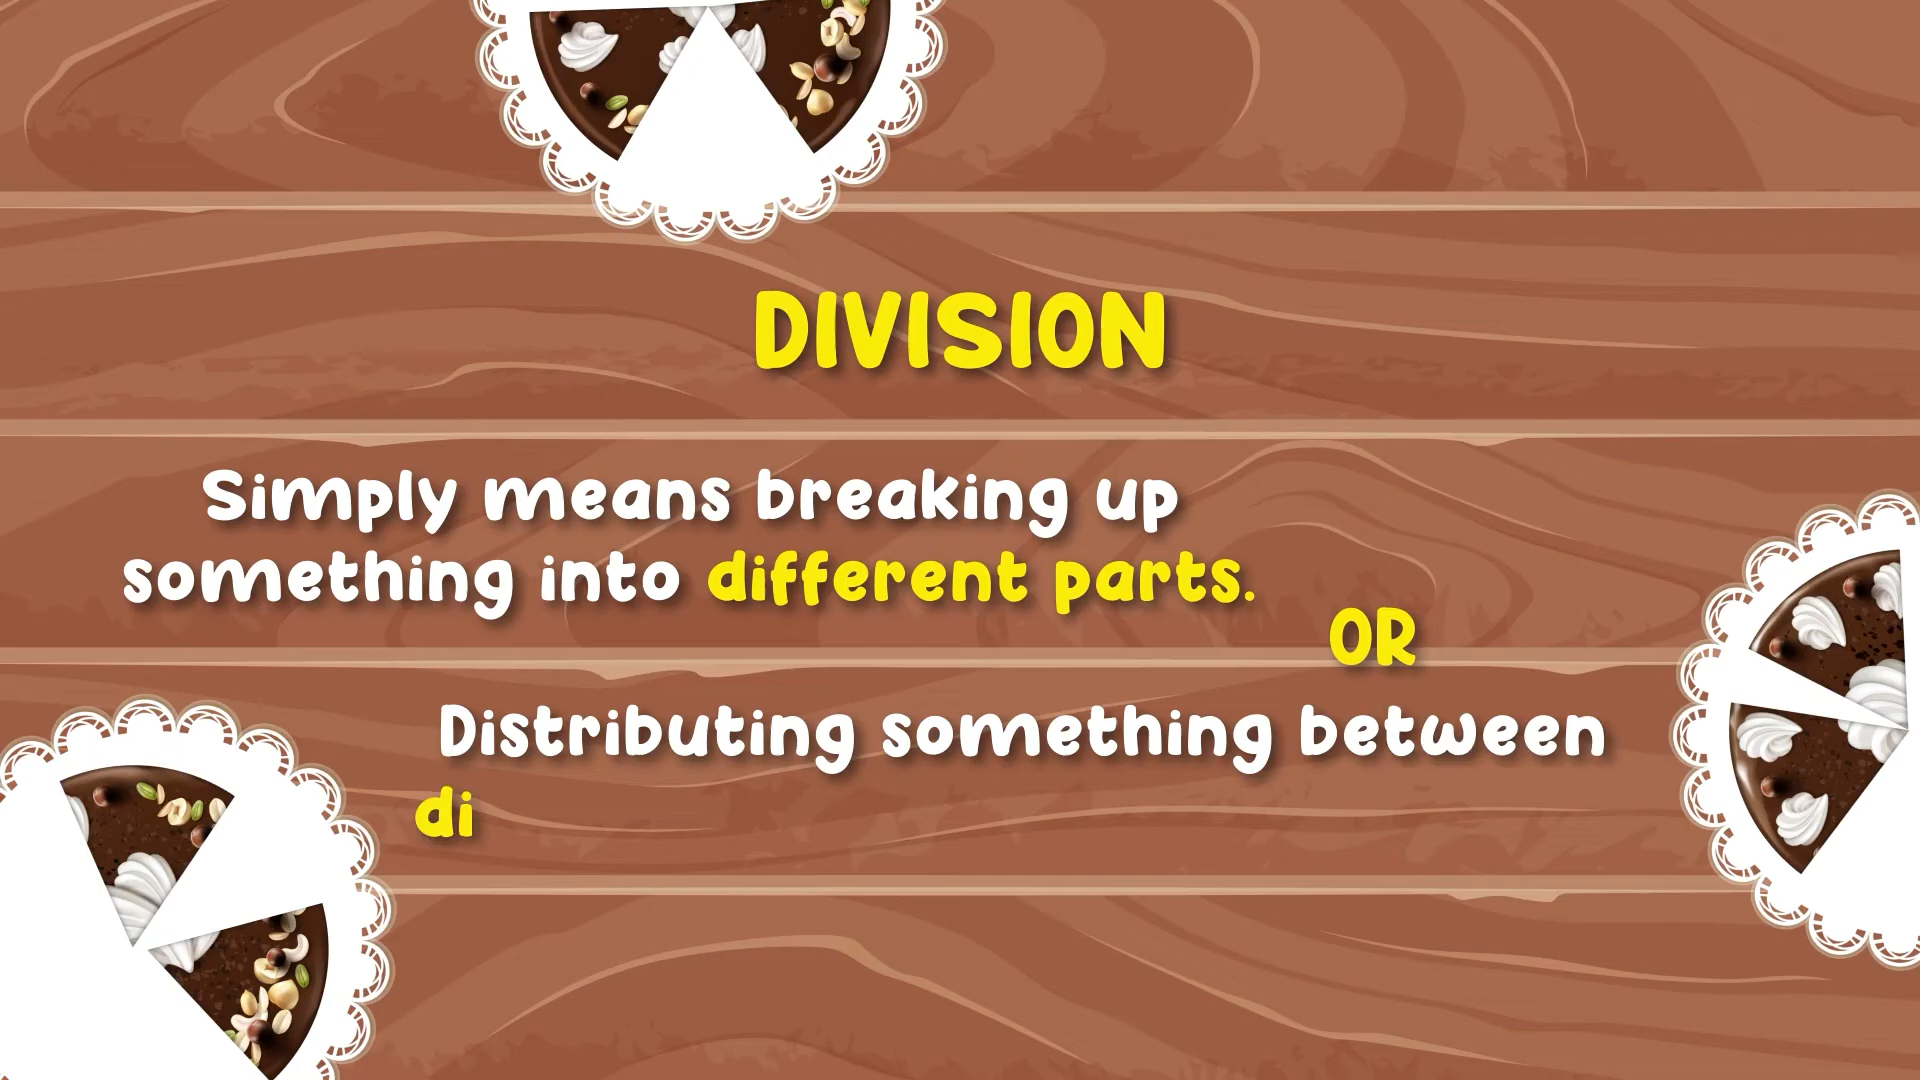 DIVISION
Simply means breaking up
something into different parts.
OR
Distributing something between
di